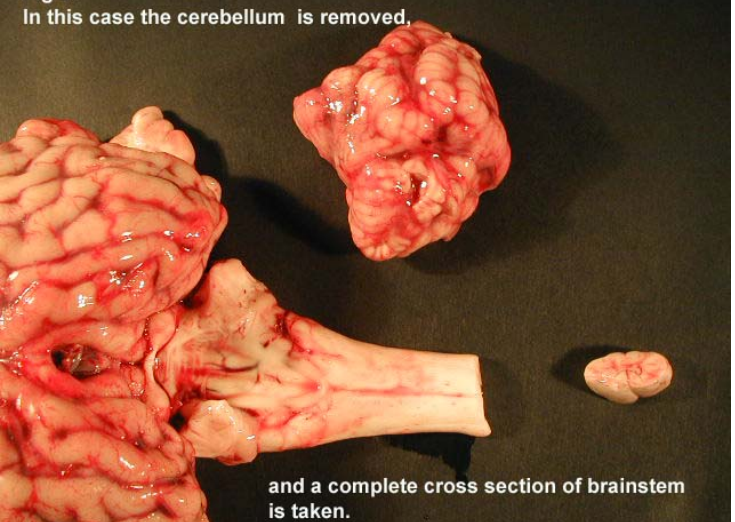 In this case the cerebellum is removed,
and a complete cross section of brainstem
is taken.